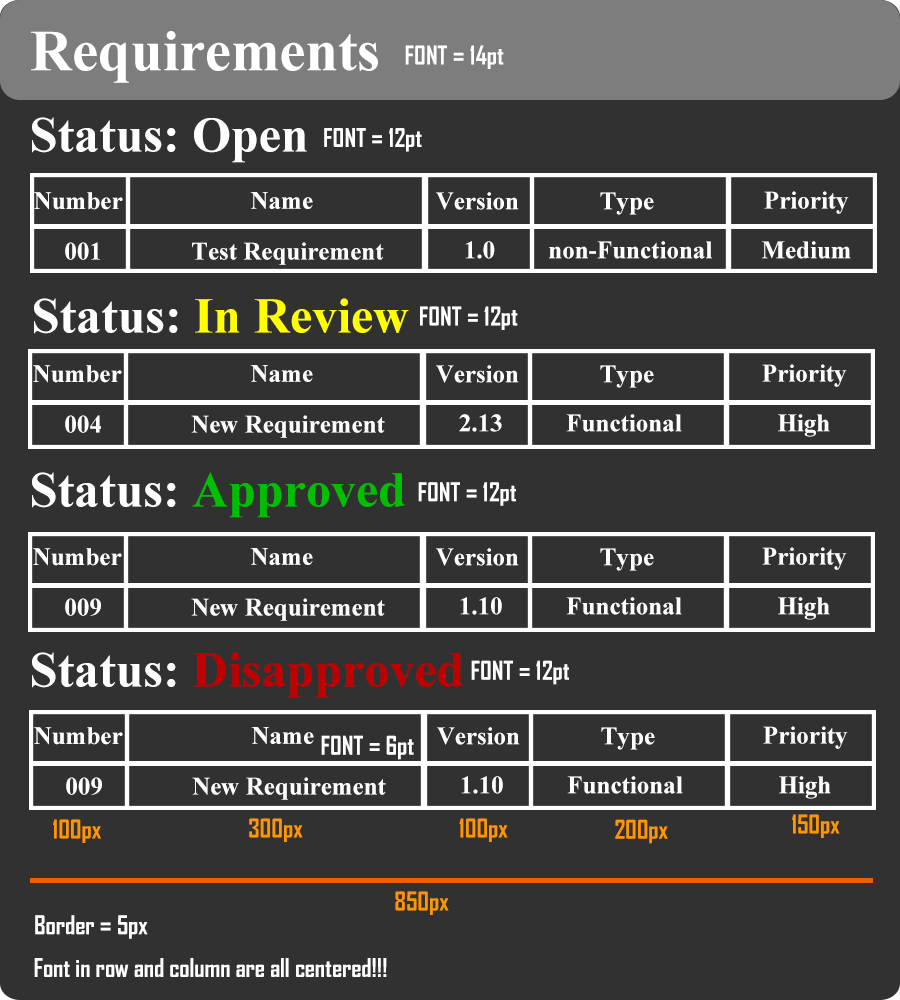 Requirements FONT = 14pt
Status: Open FONT = 12pt
Number Name Version Type Priority
001 Test Requirement 1.0 non-Functional Medium
Status: In Review FONT = 12pt
Number Name Version Type Priority
004 New Requirement 2.13 Functional High
Status: Approved FONT = 12pt
Number Name Version Type Priority
009 New Requirement 1.10 Functional High
Status: Disapproved FONT = 12pt
Number Name FONT = 6pt Version Type Priority
009 New Requirement 1.10 Functional High
100px 300px 100px 200px 150px
850px
Border = 5px
Font in row and column are all centered!!!